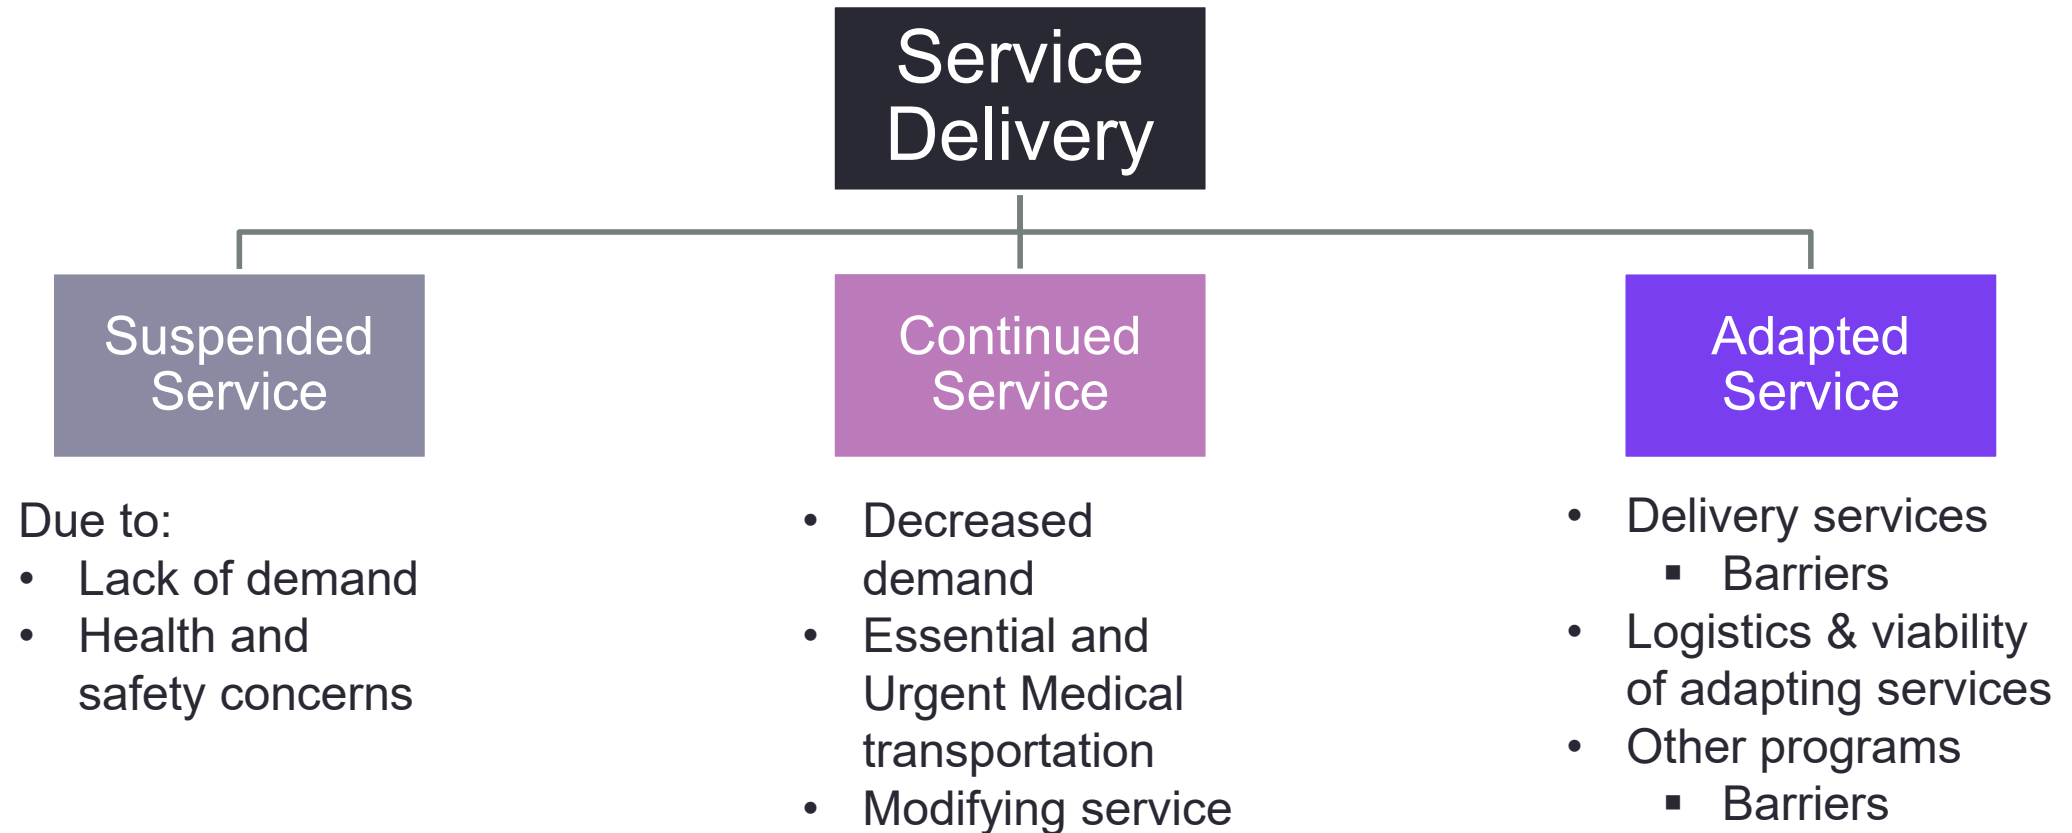 Service
Delivery
Suspended
Service
Continued
Service
Adapted
Service
Due to:
• Lack of demand
• Health and
safety concerns
• Decreased
demand
• Essential and
Urgent Medical
transportation
• Modifying service
• Delivery services
▪ Barriers
• Logistics & viability
of adapting services
• Other programs
▪ Barriers